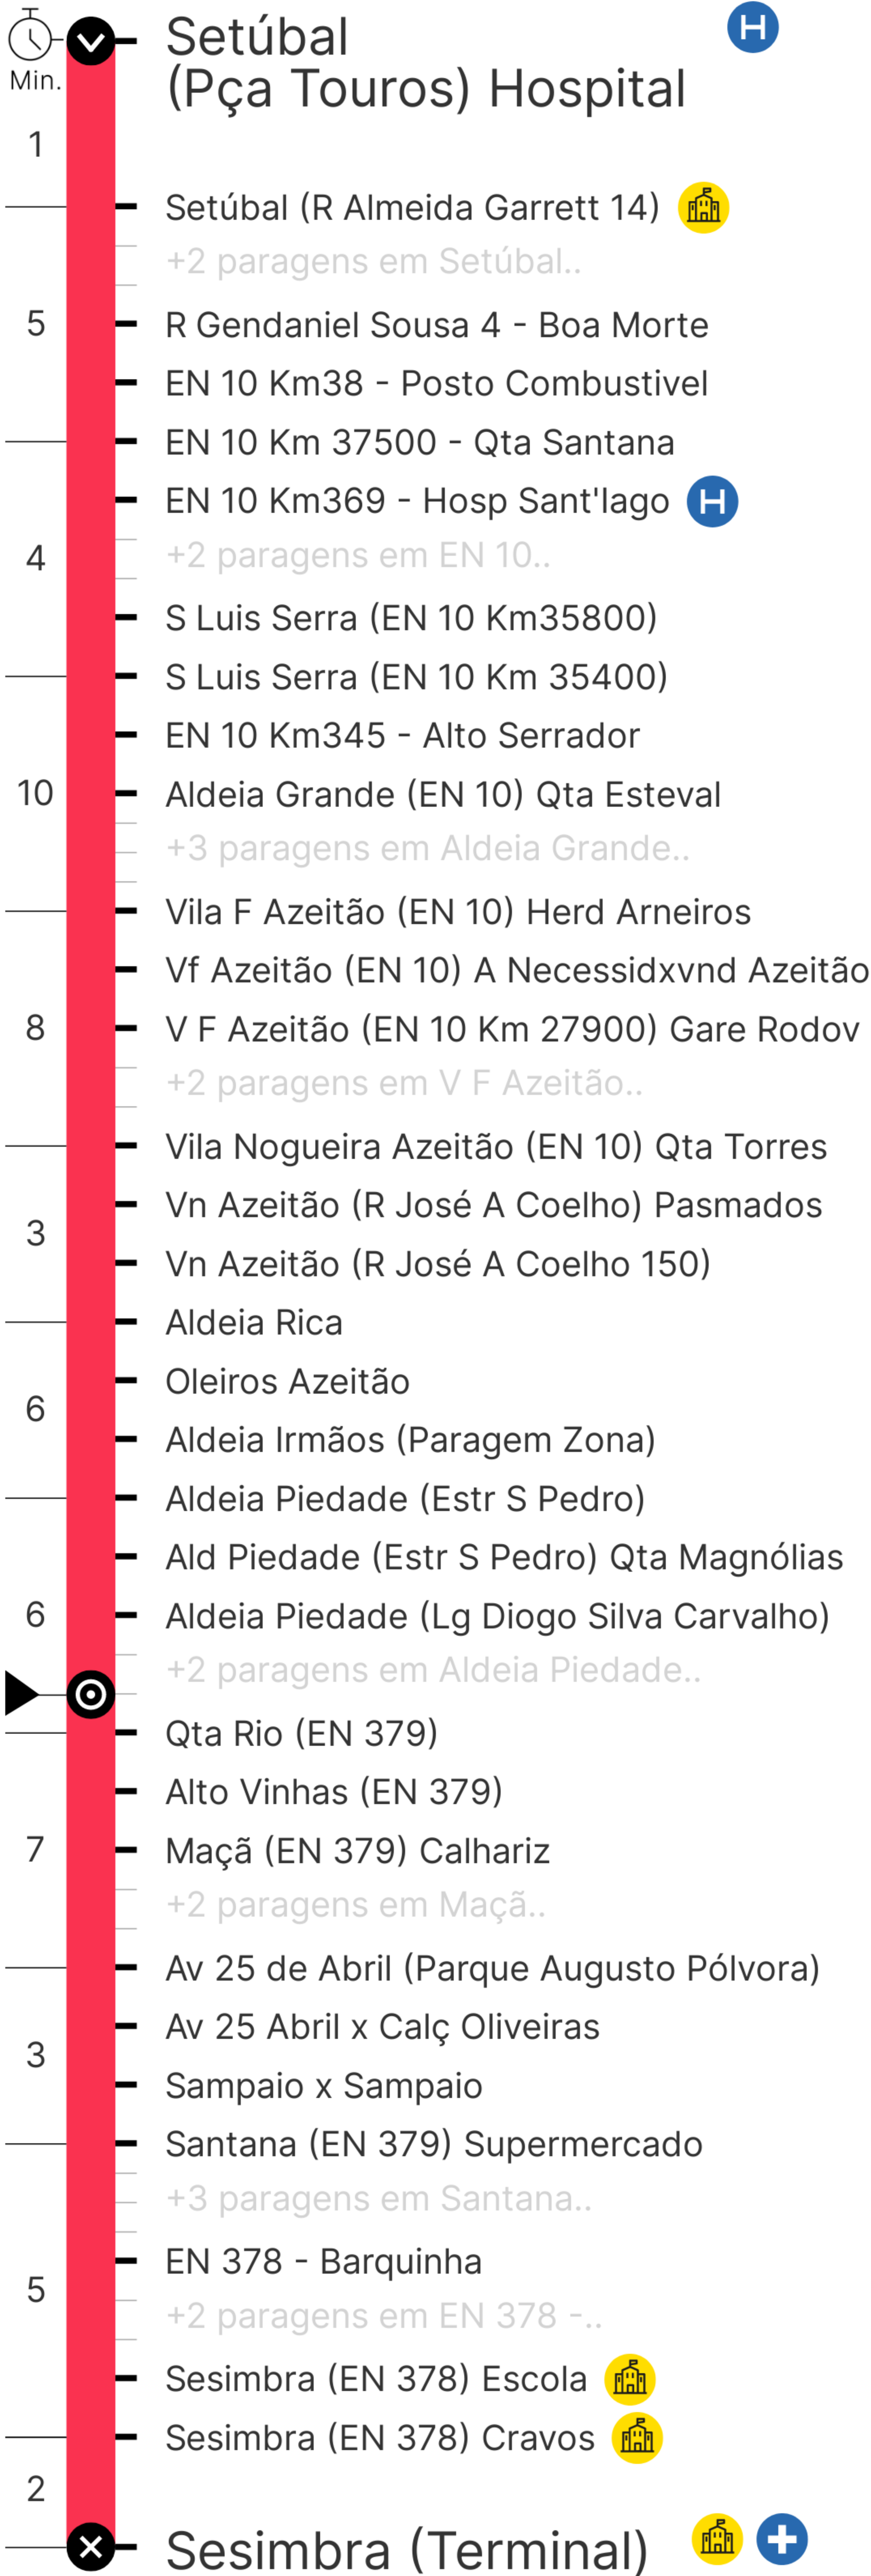 Setúbal
H
(Pça Touros) Hospital
Min.
1
Setúbal (R Almeida Garrett 14)
+2 paragens em Setúbal..
5
R Gendaniel Sousa 4 - Boa Morte
EN 10 Km38 - Posto Combustivel
EN 10 Km 37500 - Qta Santana
EN 10 Km369 - Hosp Sant'Iago H
+2 paragens em EN 10..
4
S Luis Serra (EN 10 Km35800)
S Luis Serra (EN 10 Km 35400)
EN 10 Km345 - Alto Serrador
10
Aldeia Grande (EN 10) Qta Esteval
+3 paragens em Aldeia Grande..
Vila F Azeitão (EN 10) Herd Arneiros
Vf Azeitão (EN 10) A Necessidxvnd Azeitão
8
V F Azeitão (EN 10 Km 27900) Gare Rodov
+2 paragens em V F Azeitão..
Vila Nogueira Azeitão (EN 10) Qta Torres
Vn Azeitão (R José A Coelho) Pasmados
3
Vn Azeitão (R José A Coelho 150)
Aldeia Rica
Oleiros Azeitão
6
Aldeia Irmãos (Paragem Zona)
Aldeia Piedade (Estr S Pedro)
Ald Piedade (Estr S Pedro) Qta Magnólias
6
Aldeia Piedade (Lg Diogo Silva Carvalho)
+2 paragens em Aldeia Piedade..
Qta Rio (EN 379)
Alto Vinhas (EN 379)
7
Maçã (EN 379) Calhariz
+2 paragens em Maçã..
Av 25 de Abril (Parque Augusto Pólvora)
Av 25 Abril x Calç Oliveiras
3
Sampaio x Sampaio
Santana (EN 379) Supermercado
+3 paragens em Santana..
EN 378 - Barquinha
5
+2 paragens em EN 378 -..
Sesimbra (EN 378) Escola
Sesimbra (EN 378) Cravos
2
Sesimbra (Terminal)